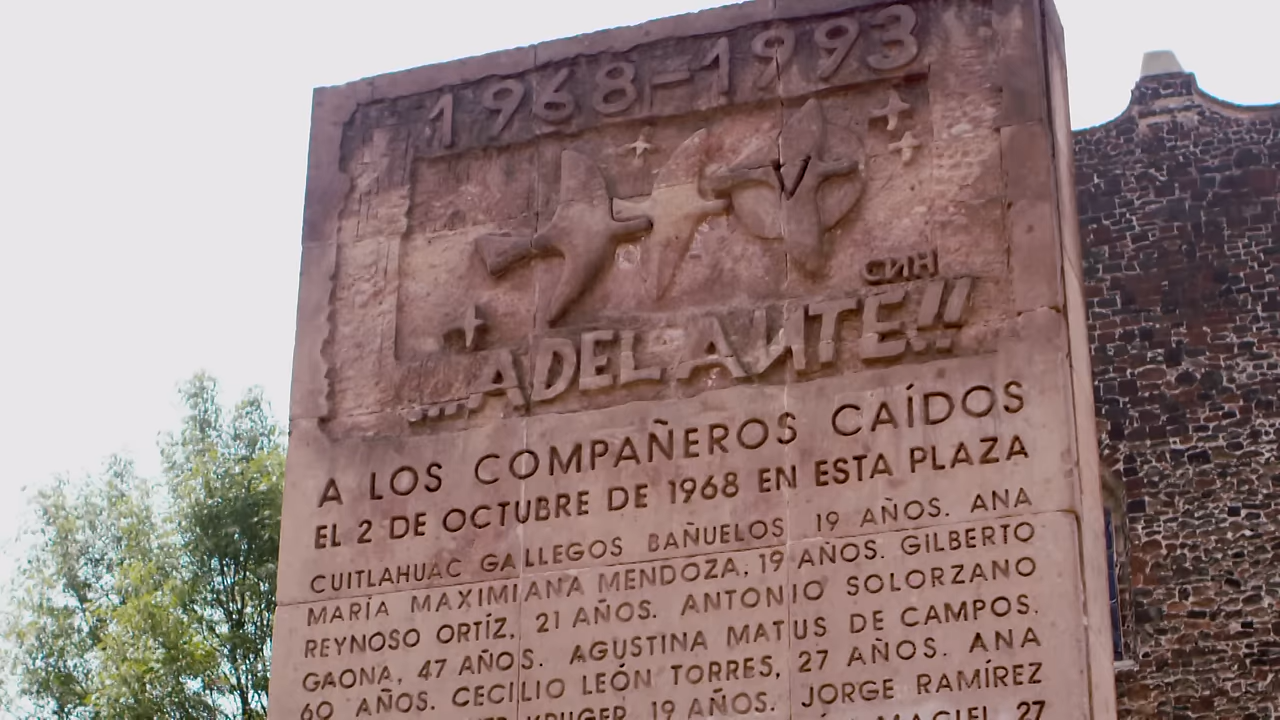 1968-1993
СИН
...ADELANTE!!
A LOS COMPAÑEROS CAÍDOS
EL 2 DE OCTUBRE DE 1968 EN ESTA PLAZA
CUITLAHUAC GALLEGOS BAÑUELOS 19 AÑOS. ANA
MARÍA MAXIMIANA MENDOZA, 19 AÑOS. GILBERTO
REYNOSO ORTÍZ, 21 AÑOS. ANTONIO SOLORZANO
GAONA, 47 AÑOS. AGUSTINA MATUS DE CAMPOS.
60 AÑOS. CECILIO LEÓN TORRES, 27 AÑOS. ANA
KRUGER, 19 AÑOS. JORGE RAMÍREZ
MACIEL 27